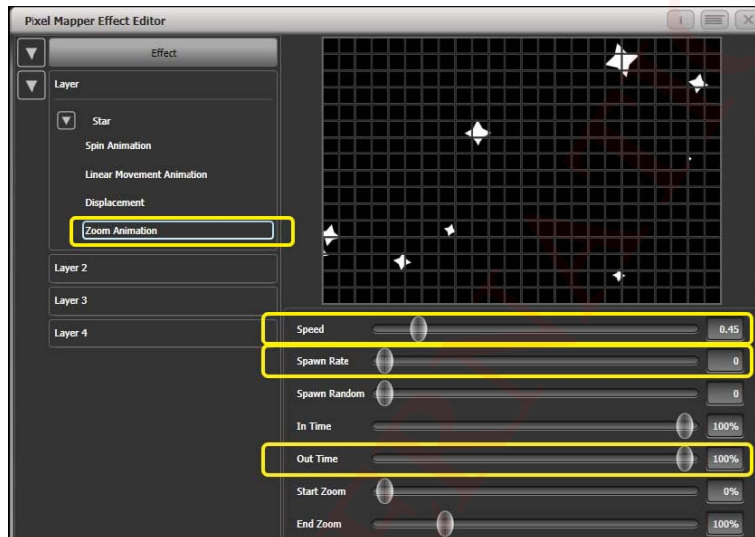 Pixel Mapper Effect Editor
Effect
Layer
Star
Spin Animation
Linear Movement Animation
Displacement
Zoom Animation
Layer 2
Layer 3
Layer 4
Speed 0.45
Spawn Rate 0
Spawn Random 0
In Time 100%
Out Time 100%
Start Zoom 0%
End Zoom 100%